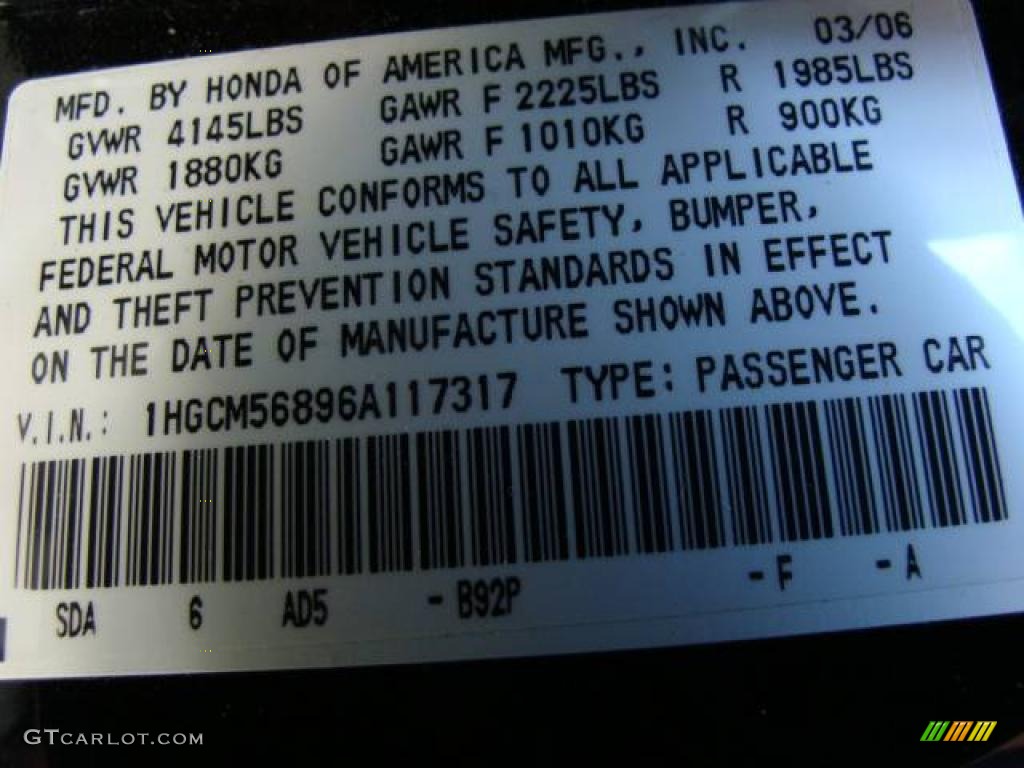 MFD. BY HONDA OF AMERICA MFG., INC. 03/06
GVWR 4145LBS GAWR F 2225LBS R 1985LBS
GVWR 1880KG GAWR F 1010KG R 900KG
THIS VEHICLE CONFORMS TO ALL APPLICABLE
FEDERAL MOTOR VEHICLE SAFETY, BUMPER,
AND THEFT PREVENTION STANDARDS IN EFFECT
ON THE DATE OF MANUFACTURE SHOWN ABOVE.
V.I.N.: 1HGCM56896A117317 TYPE: PASSENGER CAR
SDA 6 AD5 - B92P - F - A
GTCARLOT.COM